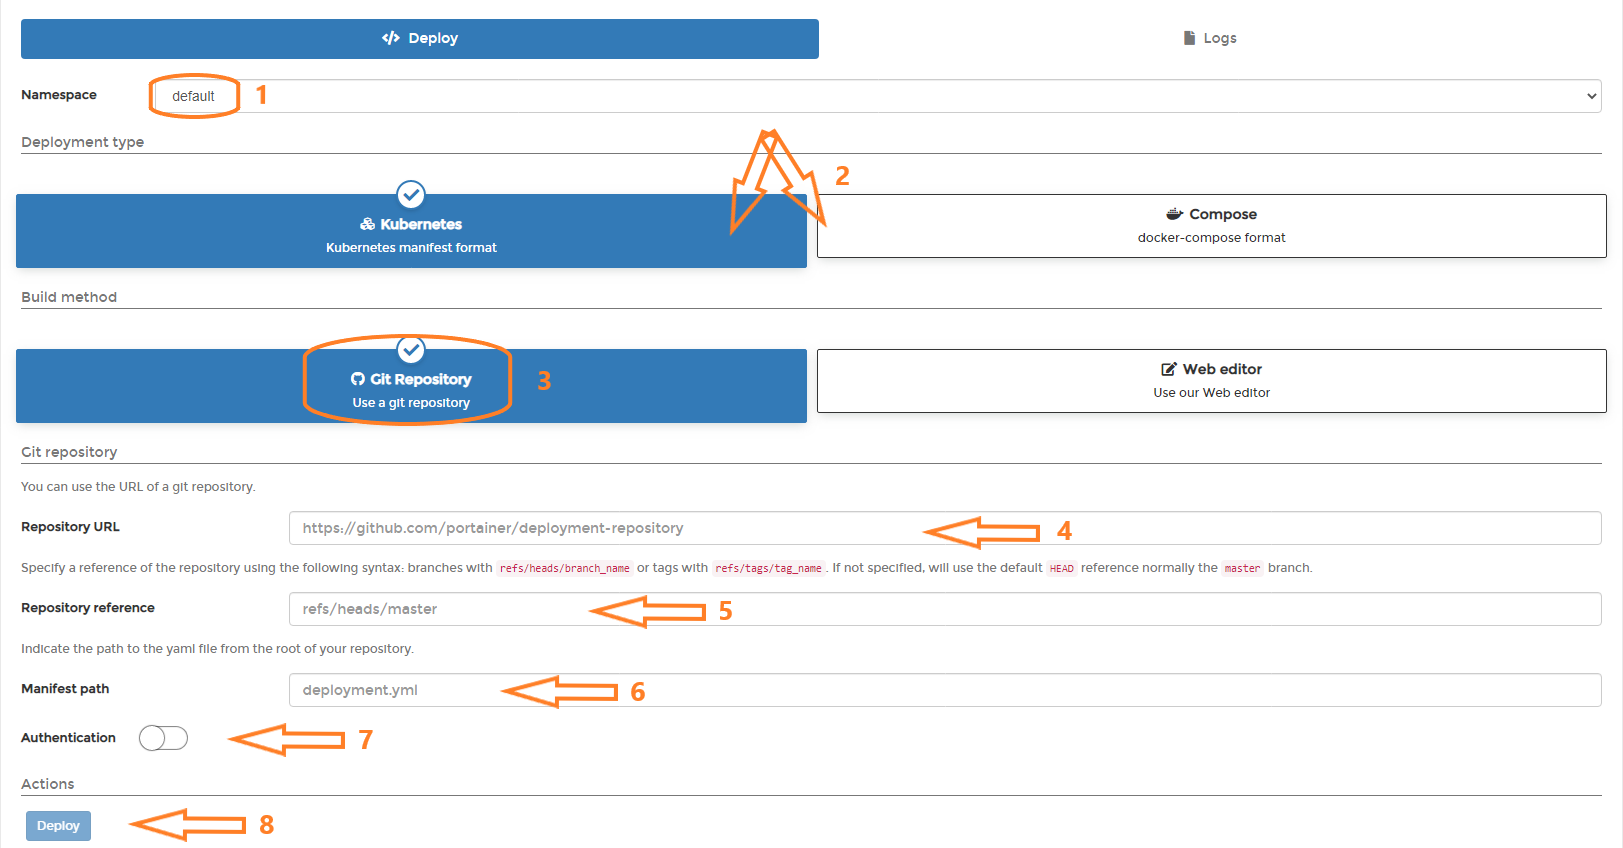 Deploy
Logs
Namespace default 1
Deployment type
2
Kubernetes
Kubernetes manifest format
Compose
docker-compose format
Build method
Git Repository
Use a git repository
3
Web editor
Use our Web editor
Git repository
You can use the URL of a git repository.
Repository URL https://github.com/portainer/deployment-repository 4
Specify a reference of the repository using the following syntax: branches with refs/heads/branch_name or tags with refs/tags/tag_name. If not specified, will use the default HEAD reference normally the master branch.
Repository reference refs/heads/master 5
Indicate the path to the yaml file from the root of your repository.
Manifest path deployment.yml 6
Authentication 7
Actions
Deploy 8